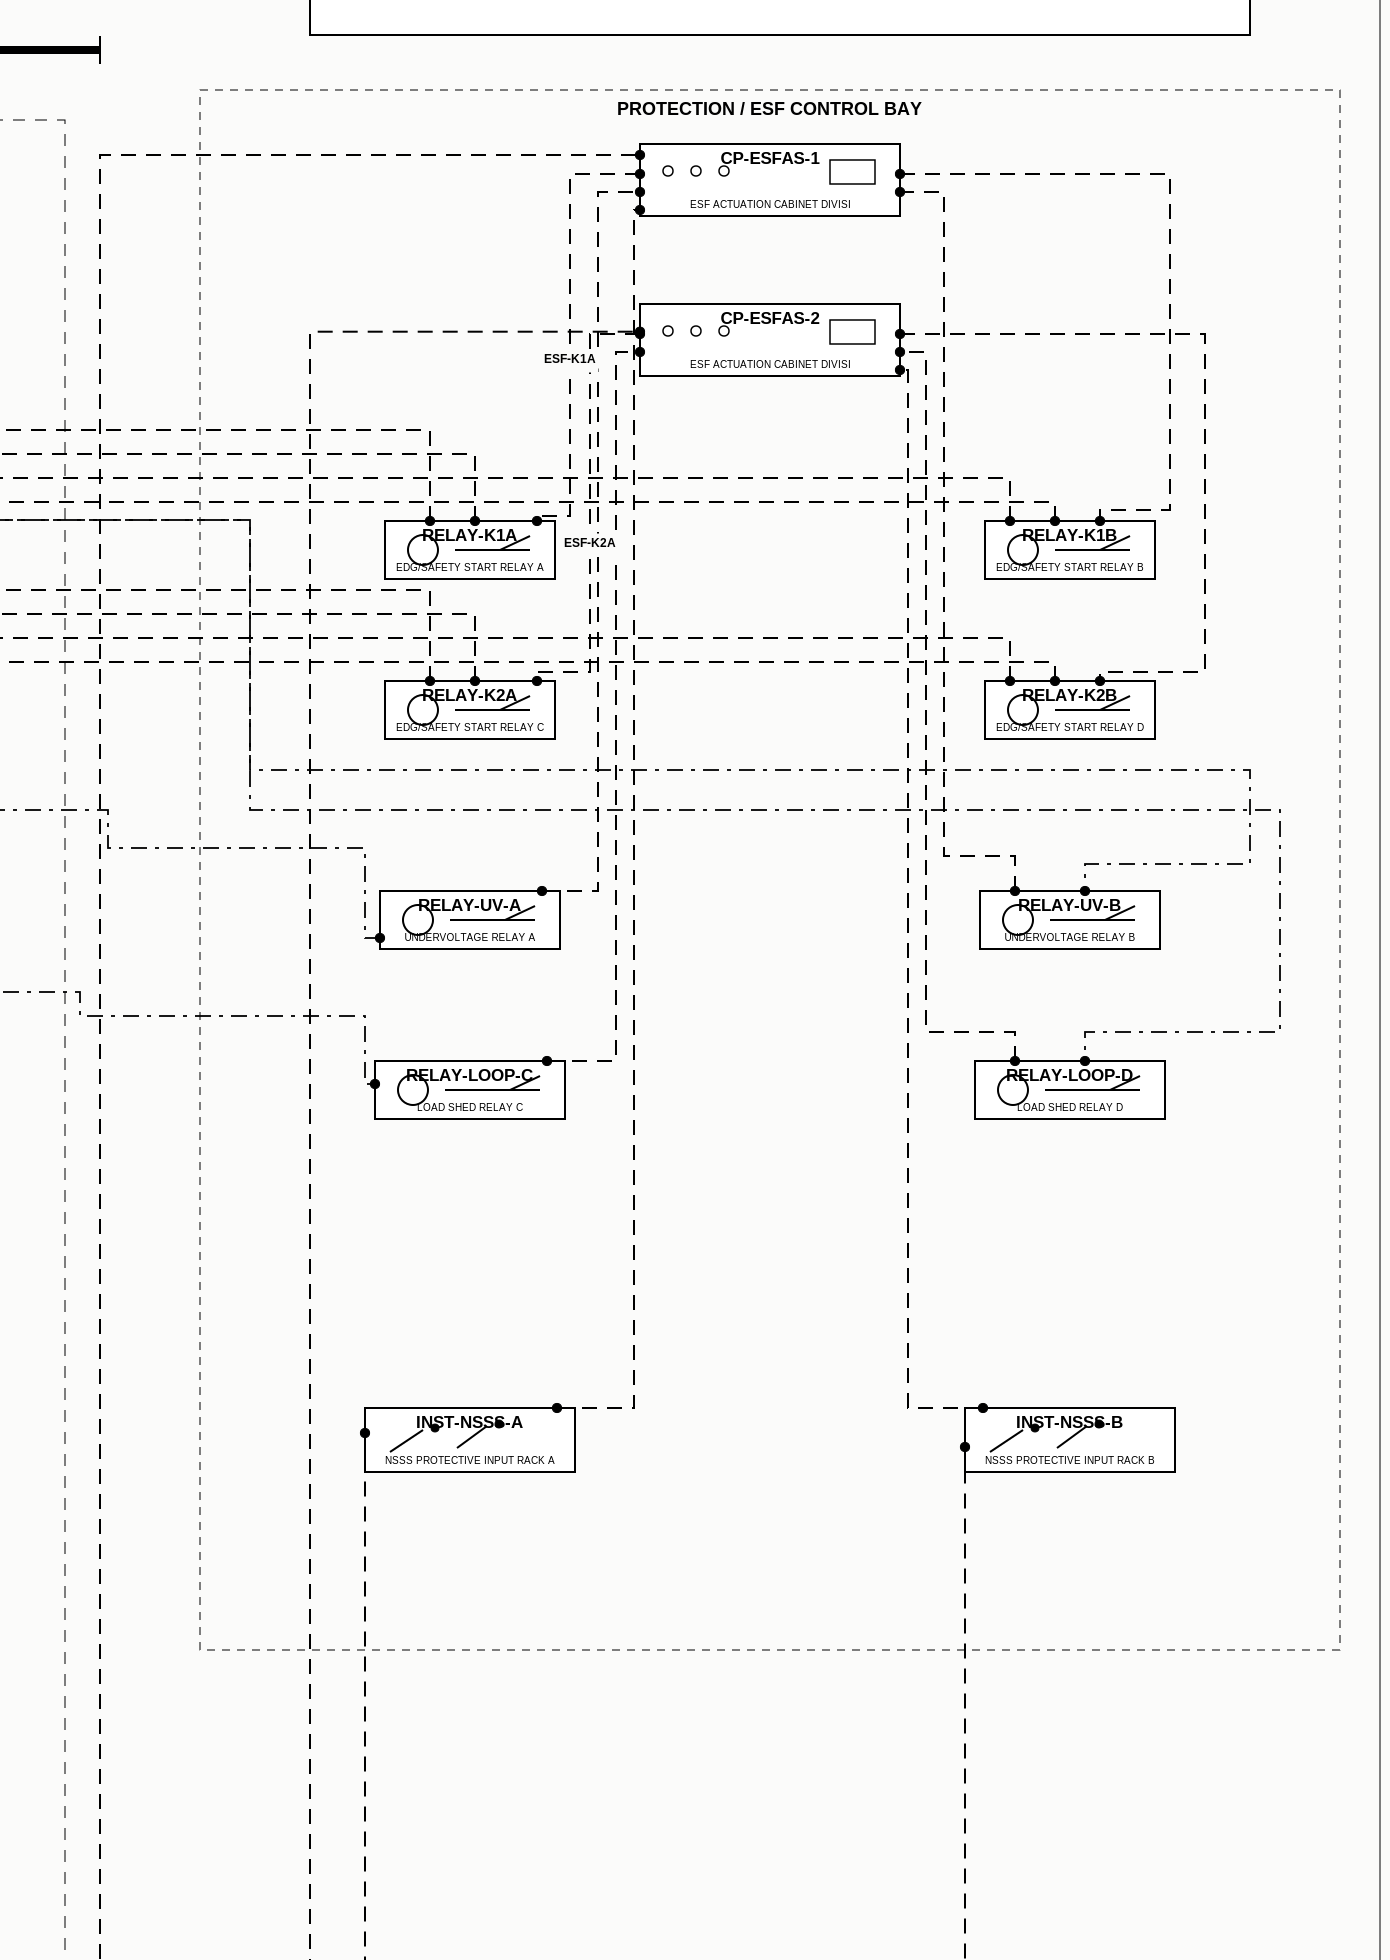 PROTECTION / ESF CONTROL BAY
CP-ESFAS-1
ESF ACTUATION CABINET DIVISI
CP-ESFAS-2
ESF ACTUATION CABINET DIVISI
ESF-K1A
RELAY-K1A
EDG/SAFETY START RELAY A
ESF-K2A
RELAY-K1B
EDG/SAFETY START RELAY B
RELAY-K2A
EDG/SAFETY START RELAY C
RELAY-K2B
EDG/SAFETY START RELAY D
RELAY-UV-A
UNDERVOLTAGE RELAY A
RELAY-UV-B
UNDERVOLTAGE RELAY B
RELAY-LOOP-C
LOAD SHED RELAY C
RELAY-LOOP-D
LOAD SHED RELAY D
INST-NSSS-A
NSSS PROTECTIVE INPUT RACK A
INST-NSSS-B
NSSS PROTECTIVE INPUT RACK B